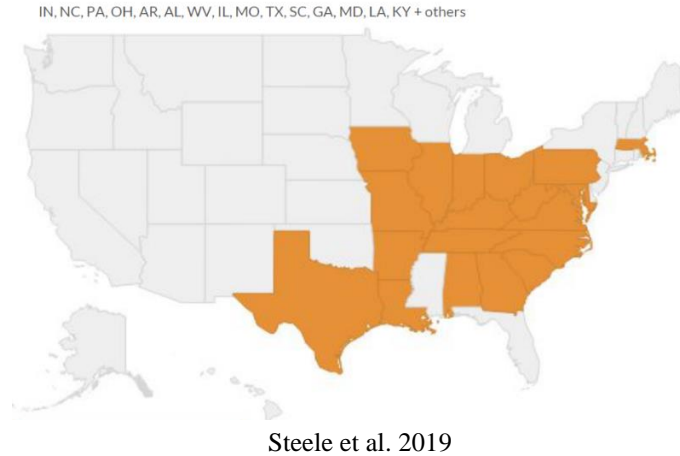 IN, NC, PA, OH, AR, AL, WV, IL, MO, TX, SC, GA, MD, LA, KY + others
Steele et al. 2019